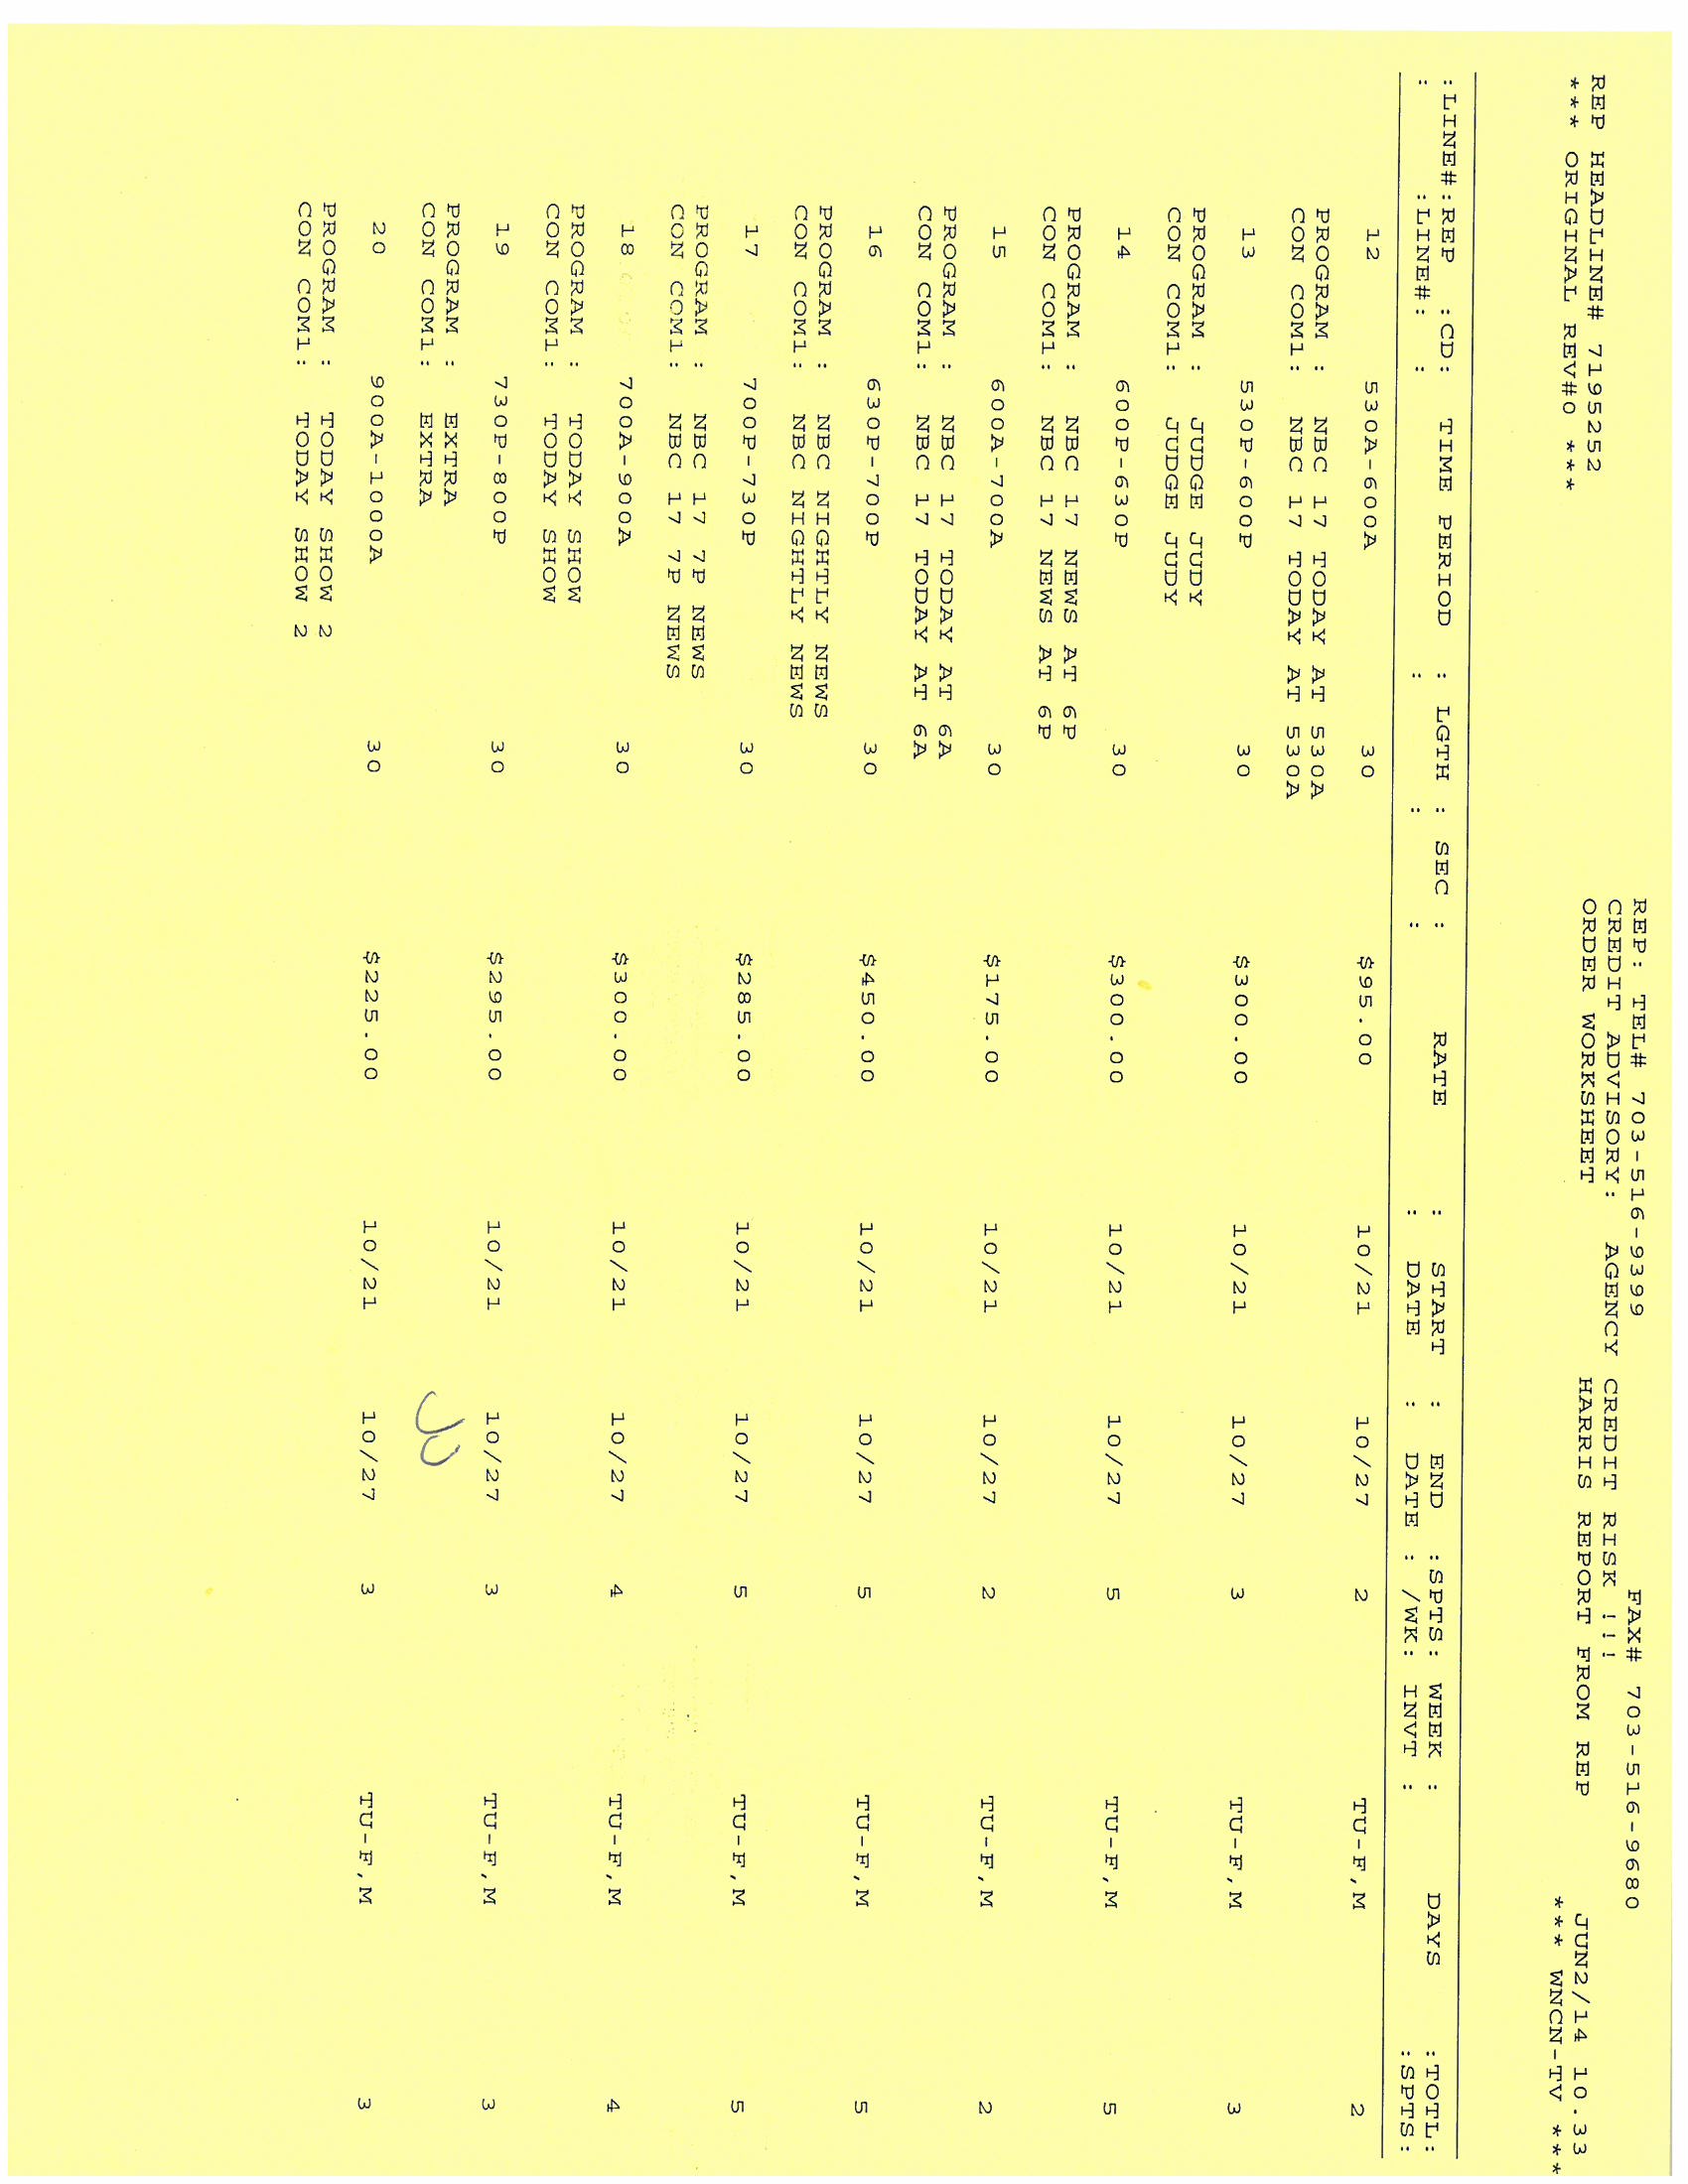 REP: TEL# 703-516-9399 FAX# 703-516-9680
CREDIT ADVISORY: AGENCY CREDIT RISK !!!
REP HEADLINE# 7195252 ORDER WORKSHEET HARRIS REPORT FROM REP JUN2/14 10.33
*** ORIGINAL REV#0 *** *** WNCN-TV ***
:LINE#:REP :CD: TIME PERIOD : LGTH : SEC : RATE : START : END :SPTS: WEEK : DAYS :TOTL:
: :LINE#: : : : : : DATE : DATE : /WK: INVT : :SPTS:
12 530A-600A 30 $95.00 10/21 10/27 2 TU-F,M 2
PROGRAM : NBC 17 TODAY AT 530A
CON COM1: NBC 17 TODAY AT 530A
13 530P-600P 30 $300.00 10/21 10/27 3 TU-F,M 3
PROGRAM : JUDGE JUDY
CON COM1: JUDGE JUDY
14 600P-630P 30 $300.00 10/21 10/27 5 TU-F,M 5
PROGRAM : NBC 17 NEWS AT 6P
CON COM1: NBC 17 NEWS AT 6P
15 600A-700A 30 $175.00 10/21 10/27 2 TU-F,M 2
PROGRAM : NBC 17 TODAY AT 6A
CON COM1: NBC 17 TODAY AT 6A
16 630P-700P 30 $450.00 10/21 10/27 5 TU-F,M 5
PROGRAM : NBC NIGHTLY NEWS
CON COM1: NBC NIGHTLY NEWS
17 700P-730P 30 $285.00 10/21 10/27 5 TU-F,M 5
PROGRAM : NBC 17 7P NEWS
CON COM1: NBC 17 7P NEWS
18 700A-900A 30 $300.00 10/21 10/27 4 TU-F,M 4
PROGRAM : TODAY SHOW
CON COM1: TODAY SHOW
19 730P-800P 30 $295.00 10/21 10/27 3 TU-F,M 3
PROGRAM : EXTRA
CON COM1: EXTRA
20 900A-1000A 30 $225.00 10/21 10/27 3 TU-F,M 3
PROGRAM : TODAY SHOW 2
CON COM1: TODAY SHOW 2